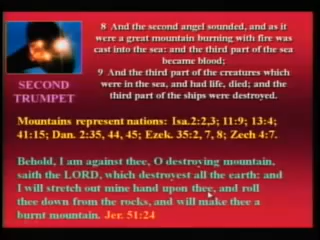 8 And the second angel sounded, and as it
were a great mountain burning with fire was
cast into the sea: and the third part of the sea
became blood;
9 And the third part of the creatures which
were in the sea, and had life, died; and the
third part of the ships were destroyed.
SECOND
TRUMPET
Mountains represent nations: Isa.2:2,3; 11:9; 13:4;
41:15; Dan. 2:35, 44, 45; Ezek. 35:2, 7, 8; Zech 4:7.
Behold, I am against thee, O destroying mountain,
saith the LORD, which destroyest all the earth: and
I will stretch out mine hand upon thee, and roll
thee down from the rocks, and will make thee a
burnt mountain. Jer. 51:24